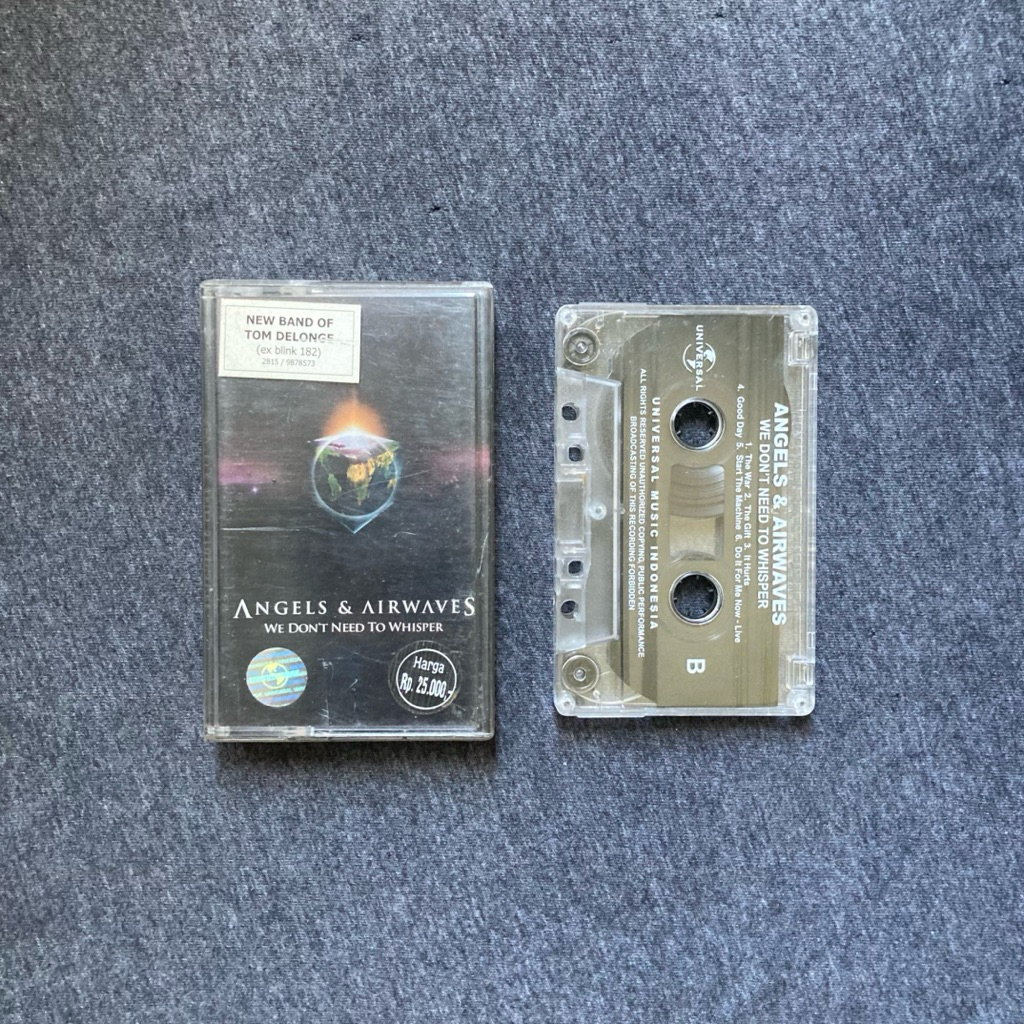 NEW BAND OF
TOM DELONGE
(ex blink 182)
2815 / 9878573
ANGELS & AIRWAVES
WE DON'T NEED TO WHISPER
Harga
Rp. 25.000,-
ANGELS & AIRWAVES
WE DON'T NEED TO WHISPER
1. The War 2. The Gift 3. It Hurts
4. Good Day 5. Start The Machine 6. Do It For Me Now - Live
UNIVERSAL
B
UNIVERSAL MUSIC INDONESIA
ALL RIGHTS RESERVED UNAUTHORIZED COPYING, PUBLIC PERFORMANCE
BROADCASTING OF THIS RECORDING FORBIDDEN